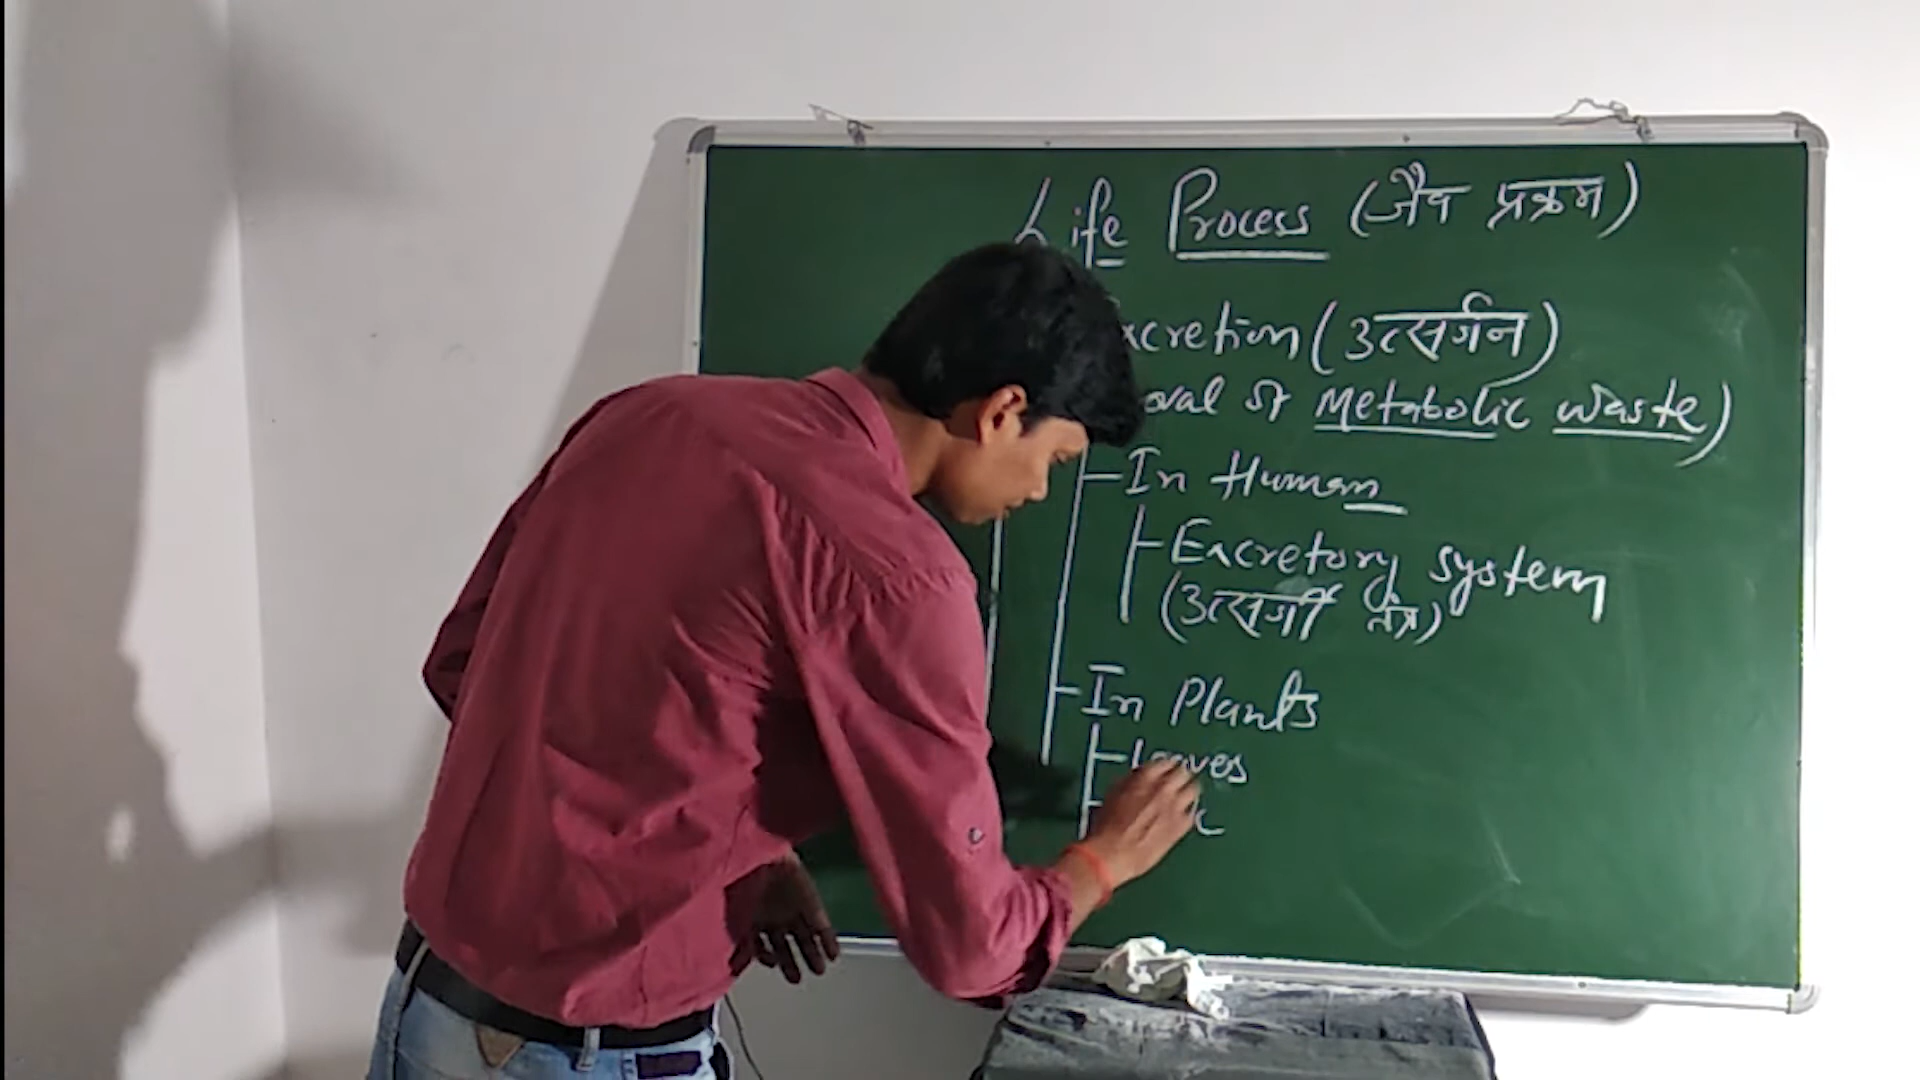 Life Process (जैव प्रक्रम)
xcretion (उत्सर्जन)
oval of Metabolic waste)
In Human
Excretory system
(उत्सर्जी तंत्र)
In Plants
Leaves